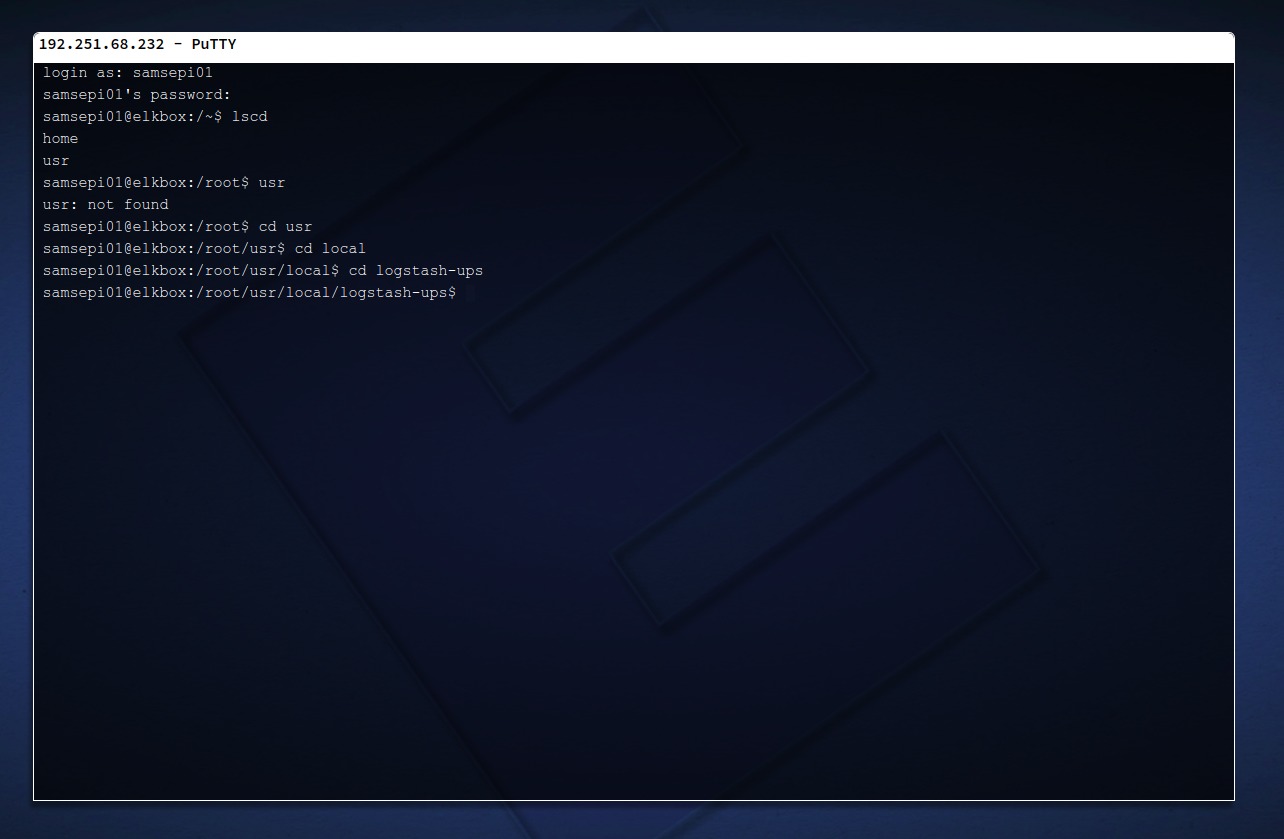 192.251.68.232 - PuTTY
login as: samsepi01
samsepi01's password:
samsepi01@elkbox:/~$ lscd
home
usr
samsepi01@elkbox:/root$ usr
usr: not found
samsepi01@elkbox:/root$ cd usr
samsepi01@elkbox:/root/usr$ cd local
samsepi01@elkbox:/root/usr/local$ cd logstash-ups
samsepi01@elkbox:/root/usr/local/logstash-ups$